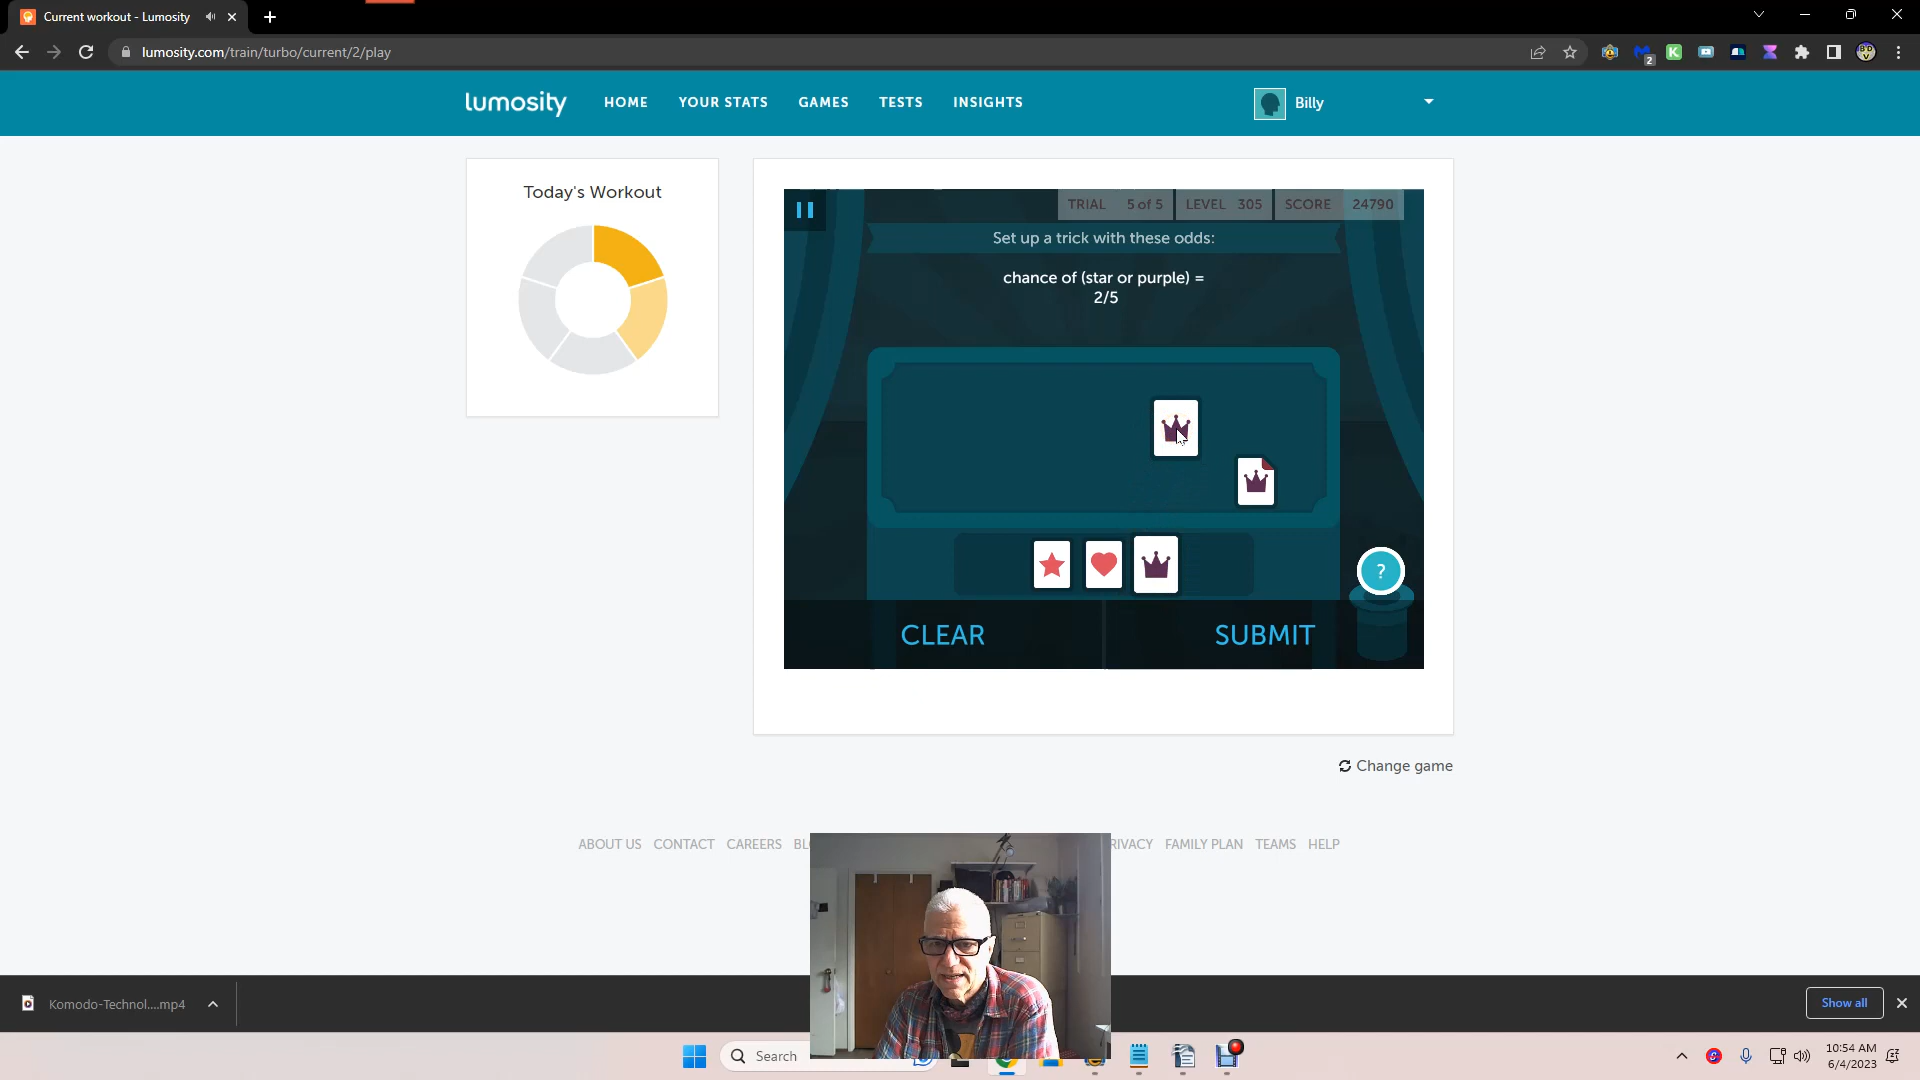 Current workout - Lumosity
lumosity.com/train/turbo/current/2/play
2
lumosity HOME YOUR STATS GAMES TESTS INSIGHTS Billy
Today's Workout
TRIAL 5 of 5 LEVEL 305 SCORE 24790
Set up a trick with these odds:
chance of (star or purple) =
2/5
?
CLEAR SUBMIT
Change game
ABOUT US CONTACT CAREERS FAMILY PLAN TEAMS HELP
Komodo-Technol....mp4
Show all
Search
10:54 AM
6/4/2023